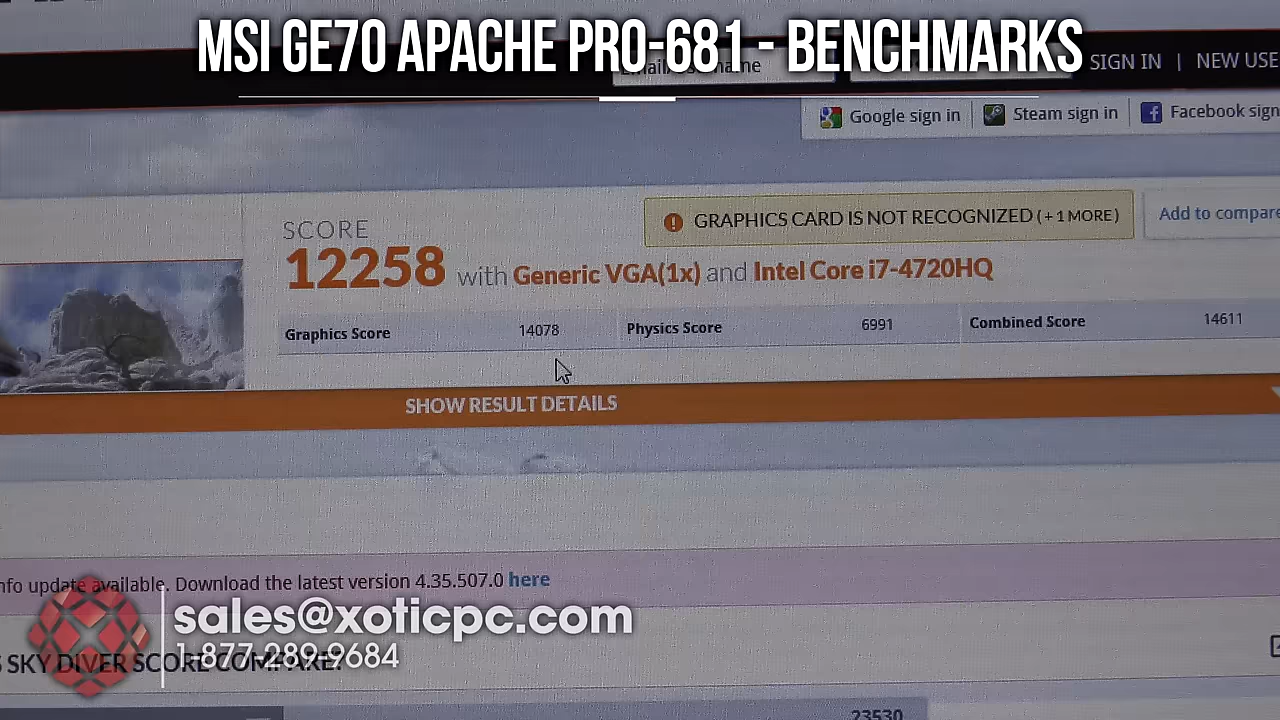 MSI GE70 APACHE PRO-681 - BENCHMARKS
SIGN IN | NEW USE
Google sign in
Steam sign in
Facebook sign
SCORE
GRAPHICS CARD IS NOT RECOGNIZED (+1 MORE)
Add to compare
12258 with Generic VGA(1x) and Intel Core i7-4720HQ
Graphics Score 14078
Physics Score 6991
Combined Score 14611
SHOW RESULT DETAILS
nfo update available. Download the latest version 4.35.507.0 here
sales@xoticpc.com
1-877-289-9684
SKY DIVER SCORE COMPARE?
23530